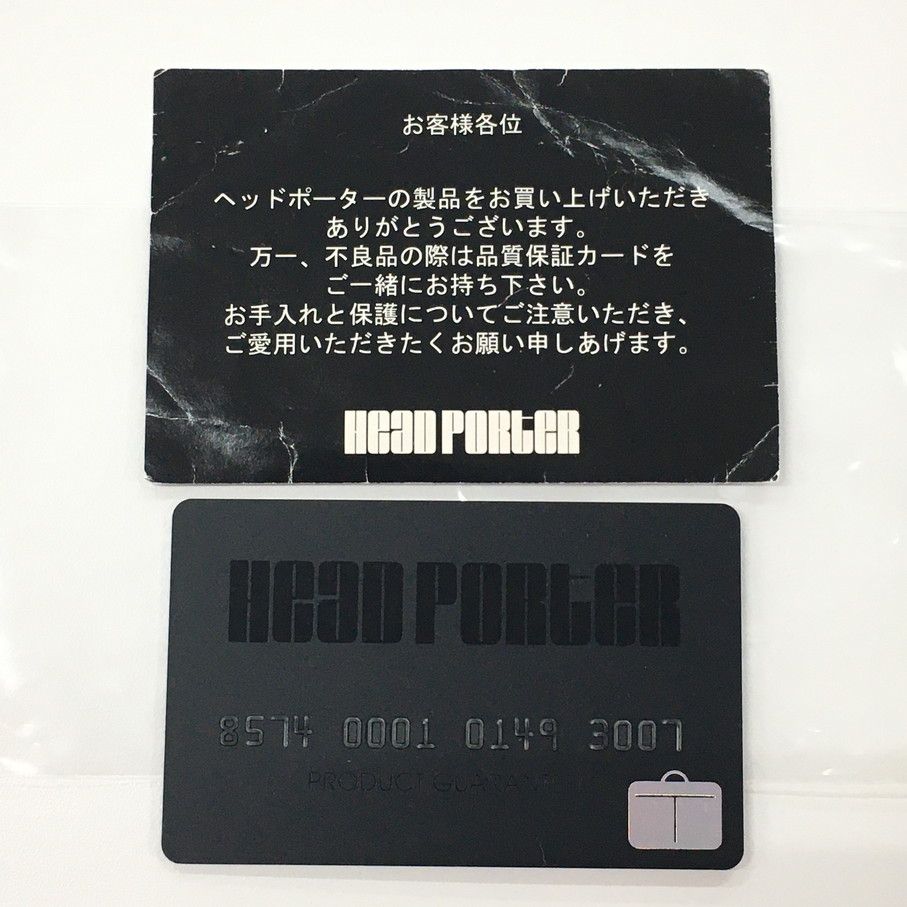 お客様各位
ヘッドポーターの製品をお買い上げいただき
ありがとうございます。
万一、不良品の際は品質保証カードを
ご一緒にお持ち下さい。
お手入れと保護についてご注意いただき、
ご愛用いただきたくお願い申しあげます。
HEAD PORTER
HEAD PORTER
8574 0001 0149 3007
PRODUCT